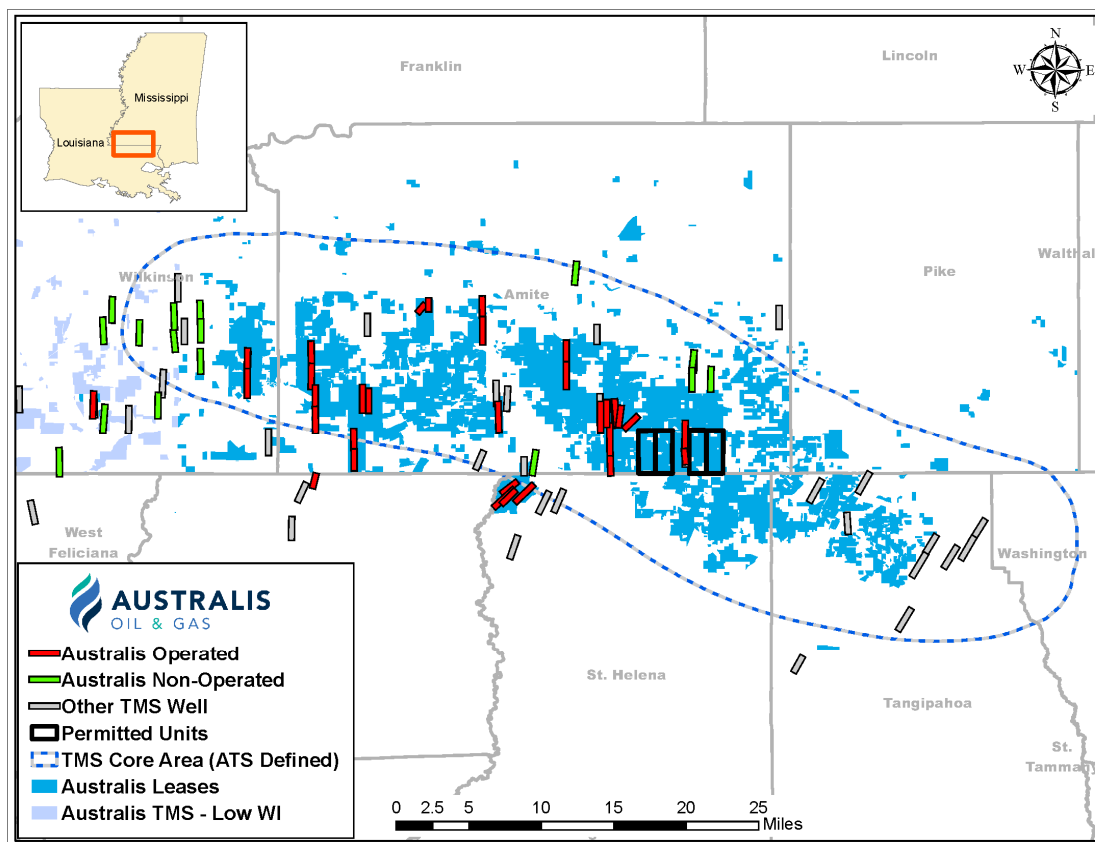 Franklin
Lincoln
N
W
E
S
Mississippi
Louisiana
Wilkinson
Amite
Pike
Walthal
West
Feliciana
Washington
St. Helena
Tangipahoa
St.
Tammany
AUSTRALIS
OIL & GAS
Australis Operated
Australis Non-Operated
Other TMS Well
Permitted Units
TMS Core Area (ATS Defined)
Australis Leases
Australis TMS - Low WI
0 2.5 5 10 15 20 25
Miles